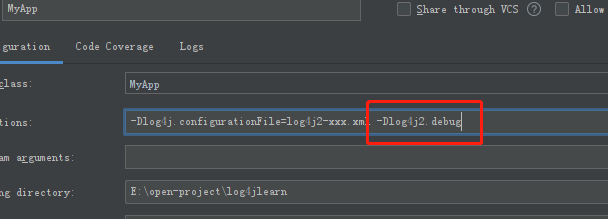 MyApp
Share through VCS ? Allow
guration Code Coverage Logs
class: MyApp
tions: -Dlog4j.configurationFile=log4j2-xxx.xml -Dlog4j2.debug
am arguments:
ng directory: E:\open-project\log4jlearn